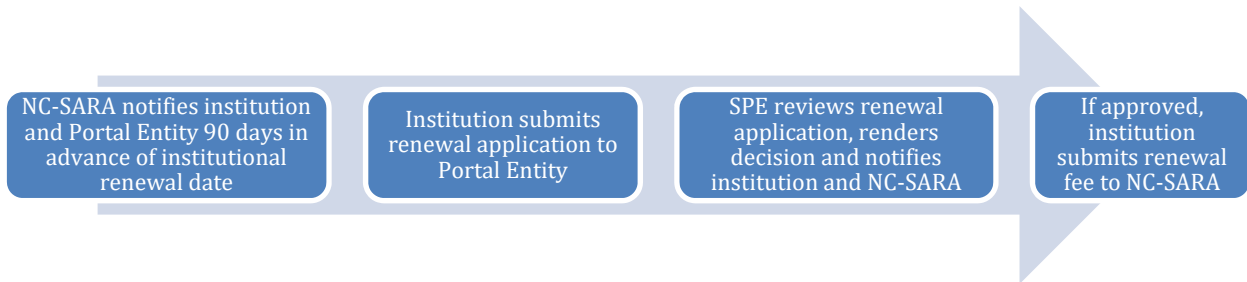 NC-SARA notifies institution
and Portal Entity 90 days in
advance of institutional
renewal date
Institution submits
renewal application to
Portal Entity
SPE reviews renewal
application, renders
decision and notifies
institution and NC-SARA
If approved,
institution
submits renewal
fee to NC-SARA